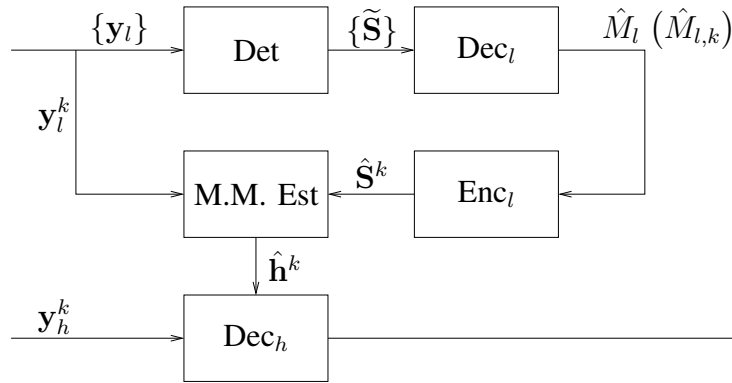 {𝐲_l} Det {𝐒̃} Dec_l M̂_l (M̂_{l,k})
𝐲_l^k
M.M. Est 𝐒̂^k Enc_l
𝐡̂^k
𝐲_h^k Dec_h